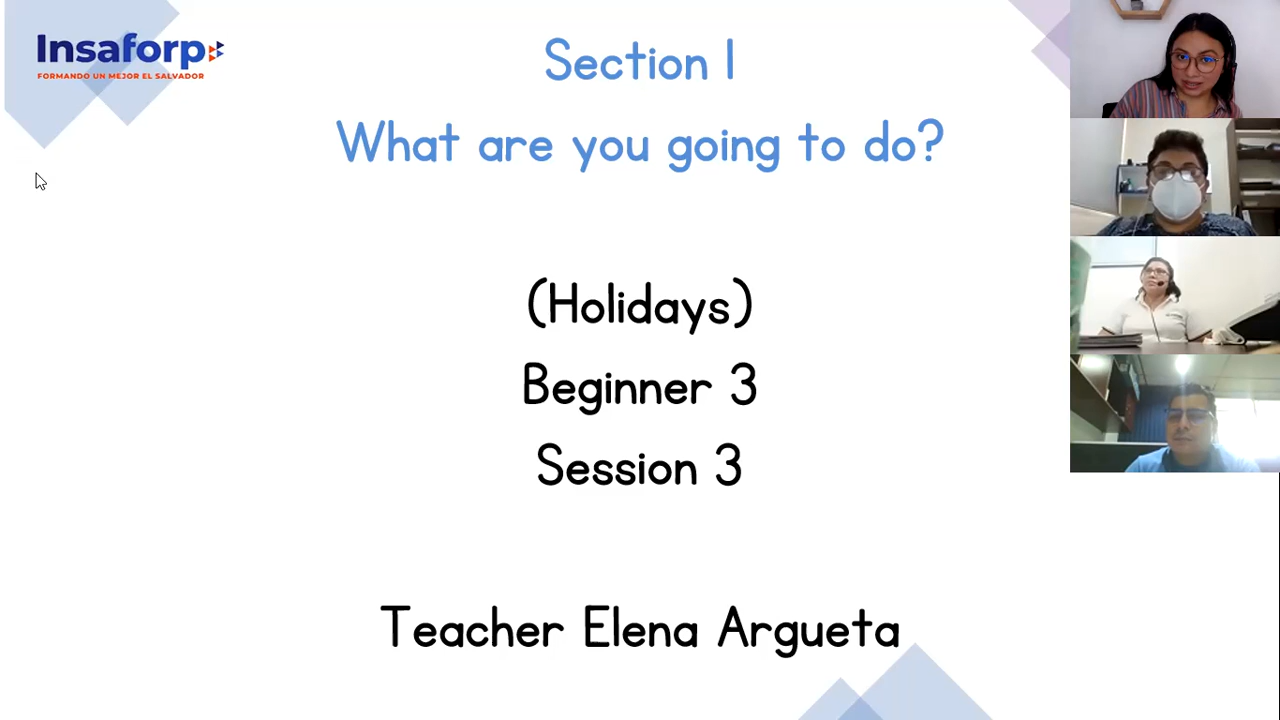 Insaforp
FORMANDO UN MEJOR EL SALVADOR
Section 1
What are you going to do?
(Holidays)
Beginner 3
Session 3
Teacher Elena Argueta